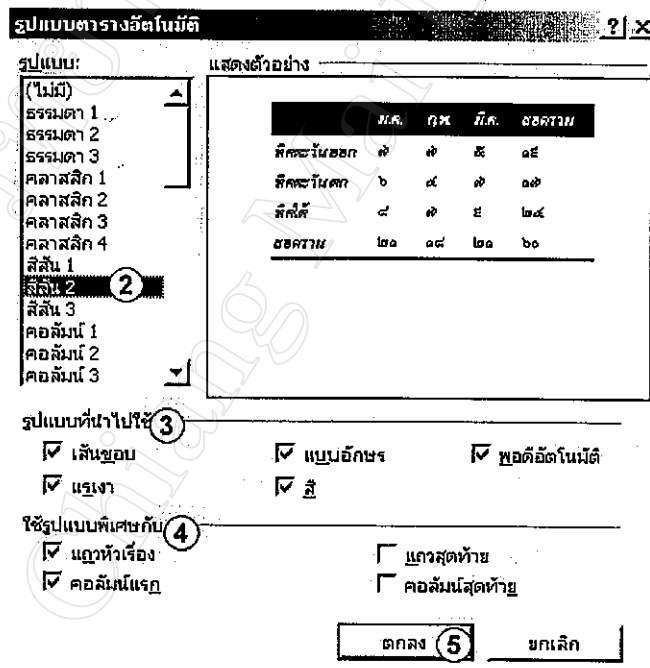 รูปแบบตารางอัตโนมัติ ? ×
รูปแบบ: แสดงตัวอย่าง
(ไม่มี)
ธรรมดา 1
ธรรมดา 2
ธรรมดา 3
คลาสสิก 1
คลาสสิก 2
คลาสสิก 3
คลาสสิก 4
สีสัน 1
สีสัน 2 ②
สีสัน 3
คอลัมน์ 1
คอลัมน์ 2
คอลัมน์ 3
ม.ค. ก.พ. มี.ค. ยอดรวม
ทิศตะวันออก ๗ ๗ ๕ ๑๙
ทิศตะวันตก ๖ ๔ ๗ ๑๗
ทิศใต้ ๘ ๗ ๙ ๒๔
ยอดรวม ๒๑ ๑๘ ๒๑ ๖๐
รูปแบบที่นำไปใช้ ③
เส้นขอบ แบบอักษร พอดีอัตโนมัติ
แรเงา สี
ใช้รูปแบบพิเศษกับ ④
แถวหัวเรื่อง แถวสุดท้าย
คอลัมน์แรก คอลัมน์สุดท้าย
ตกลง ⑤ ยกเลิก
Chiang Mai